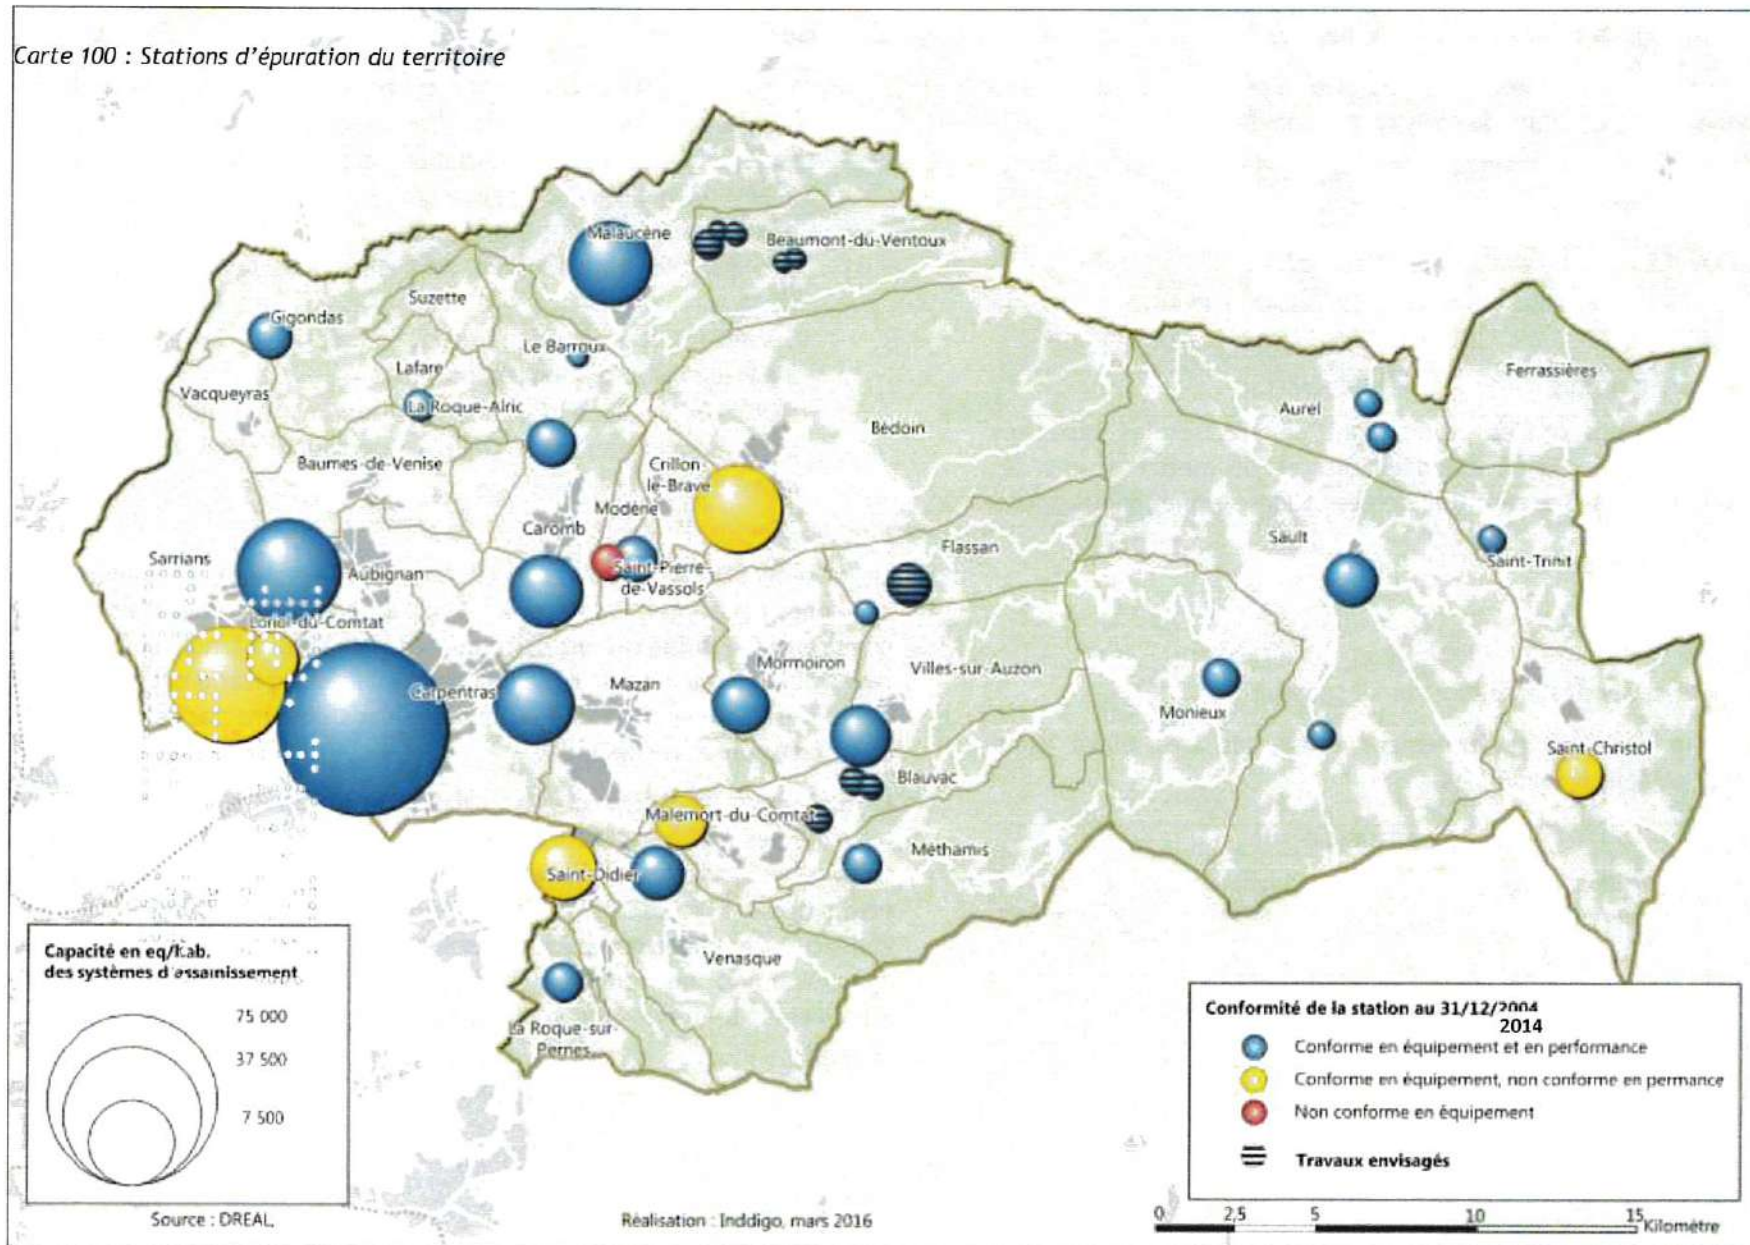 Carte 100 : Stations d'épuration du territoire
Malaucène
Beaumont-du-Ventoux
Suzette
Gigondas
Le Barroux
Lafare
Ferrassières
Vacqueyras
La Roque-Alric
Aurel
Bédoin
Baumes-de-Venise
Crillon-
le-Brave
Modène
Caromb
Sarrians
Aubignan
Flassan
Sault
Saint-Trinit
Saint-Pierre-
de-Vassols
Loriol-du-Comtat
Mormoiron
Villes-sur-Auzon
Carpentras
Mazan
Monieux
Saint-Christol
Blauvac
Malemort-du-Comtat
Méthamis
Saint-Didier
Venasque
La Roque-sur-
Pernes
Capacité en eq/hab.
des systèmes d'assainissement
75 000
37 500
7 500
Source : DREAL,
Réalisation : Inddigo, mars 2016
Conformité de la station au 31/12/2004
2014
Conforme en équipement et en performance
Conforme en équipement, non conforme en permance
Non conforme en équipement
Travaux envisagés
0 2,5 5 10 15
Kilomètre